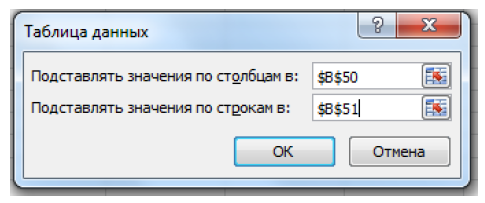 Таблица данных
Подставлять значения по столбцам в: $B$50
Подставлять значения по строкам в: $B$51
ОК Отмена